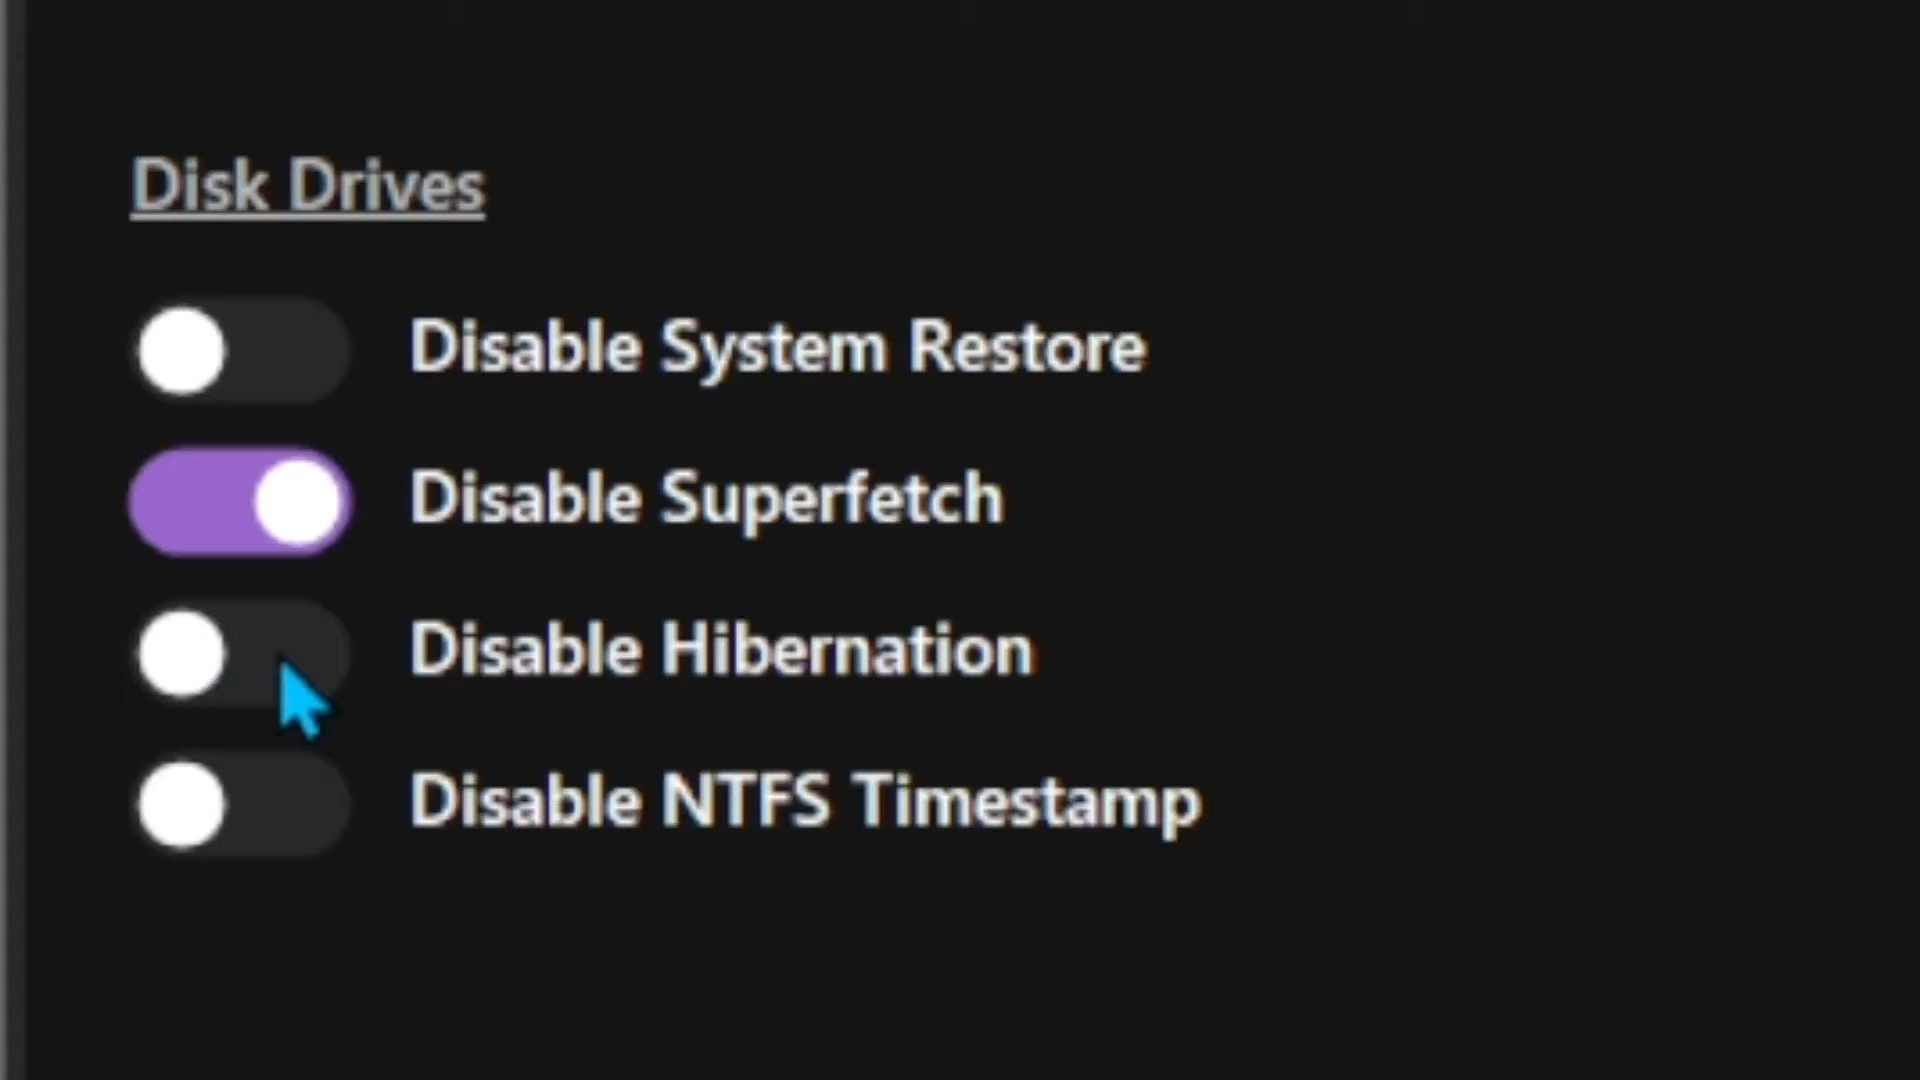 Disk Drives
Disable System Restore
Disable Superfetch
Disable Hibernation
Disable NTFS Timestamp